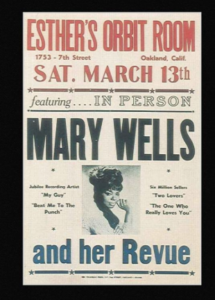 ESTHER'S ORBIT ROOM
1753 - 7th Street Oakland, Calif.
SAT. MARCH 13th
featuring....IN PERSON
MARY WELLS
Jubilee Recording Artist
"My Guy"
"Beat Me To The
Punch"
Six Million Sellers
"Two Lovers"
"The One Who
Really Loves You"
and her Revue